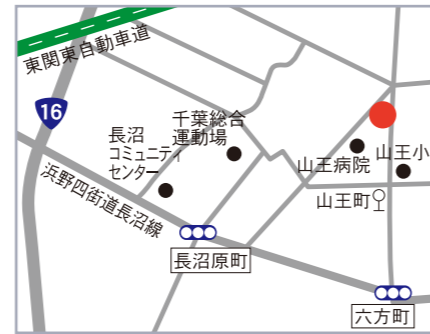 東関東自動車道
16
千葉総合
運動場
長沼
コミュニティ
センター
山王病院
山王小
山王町
浜野四街道長沼線
長沼原町
六方町